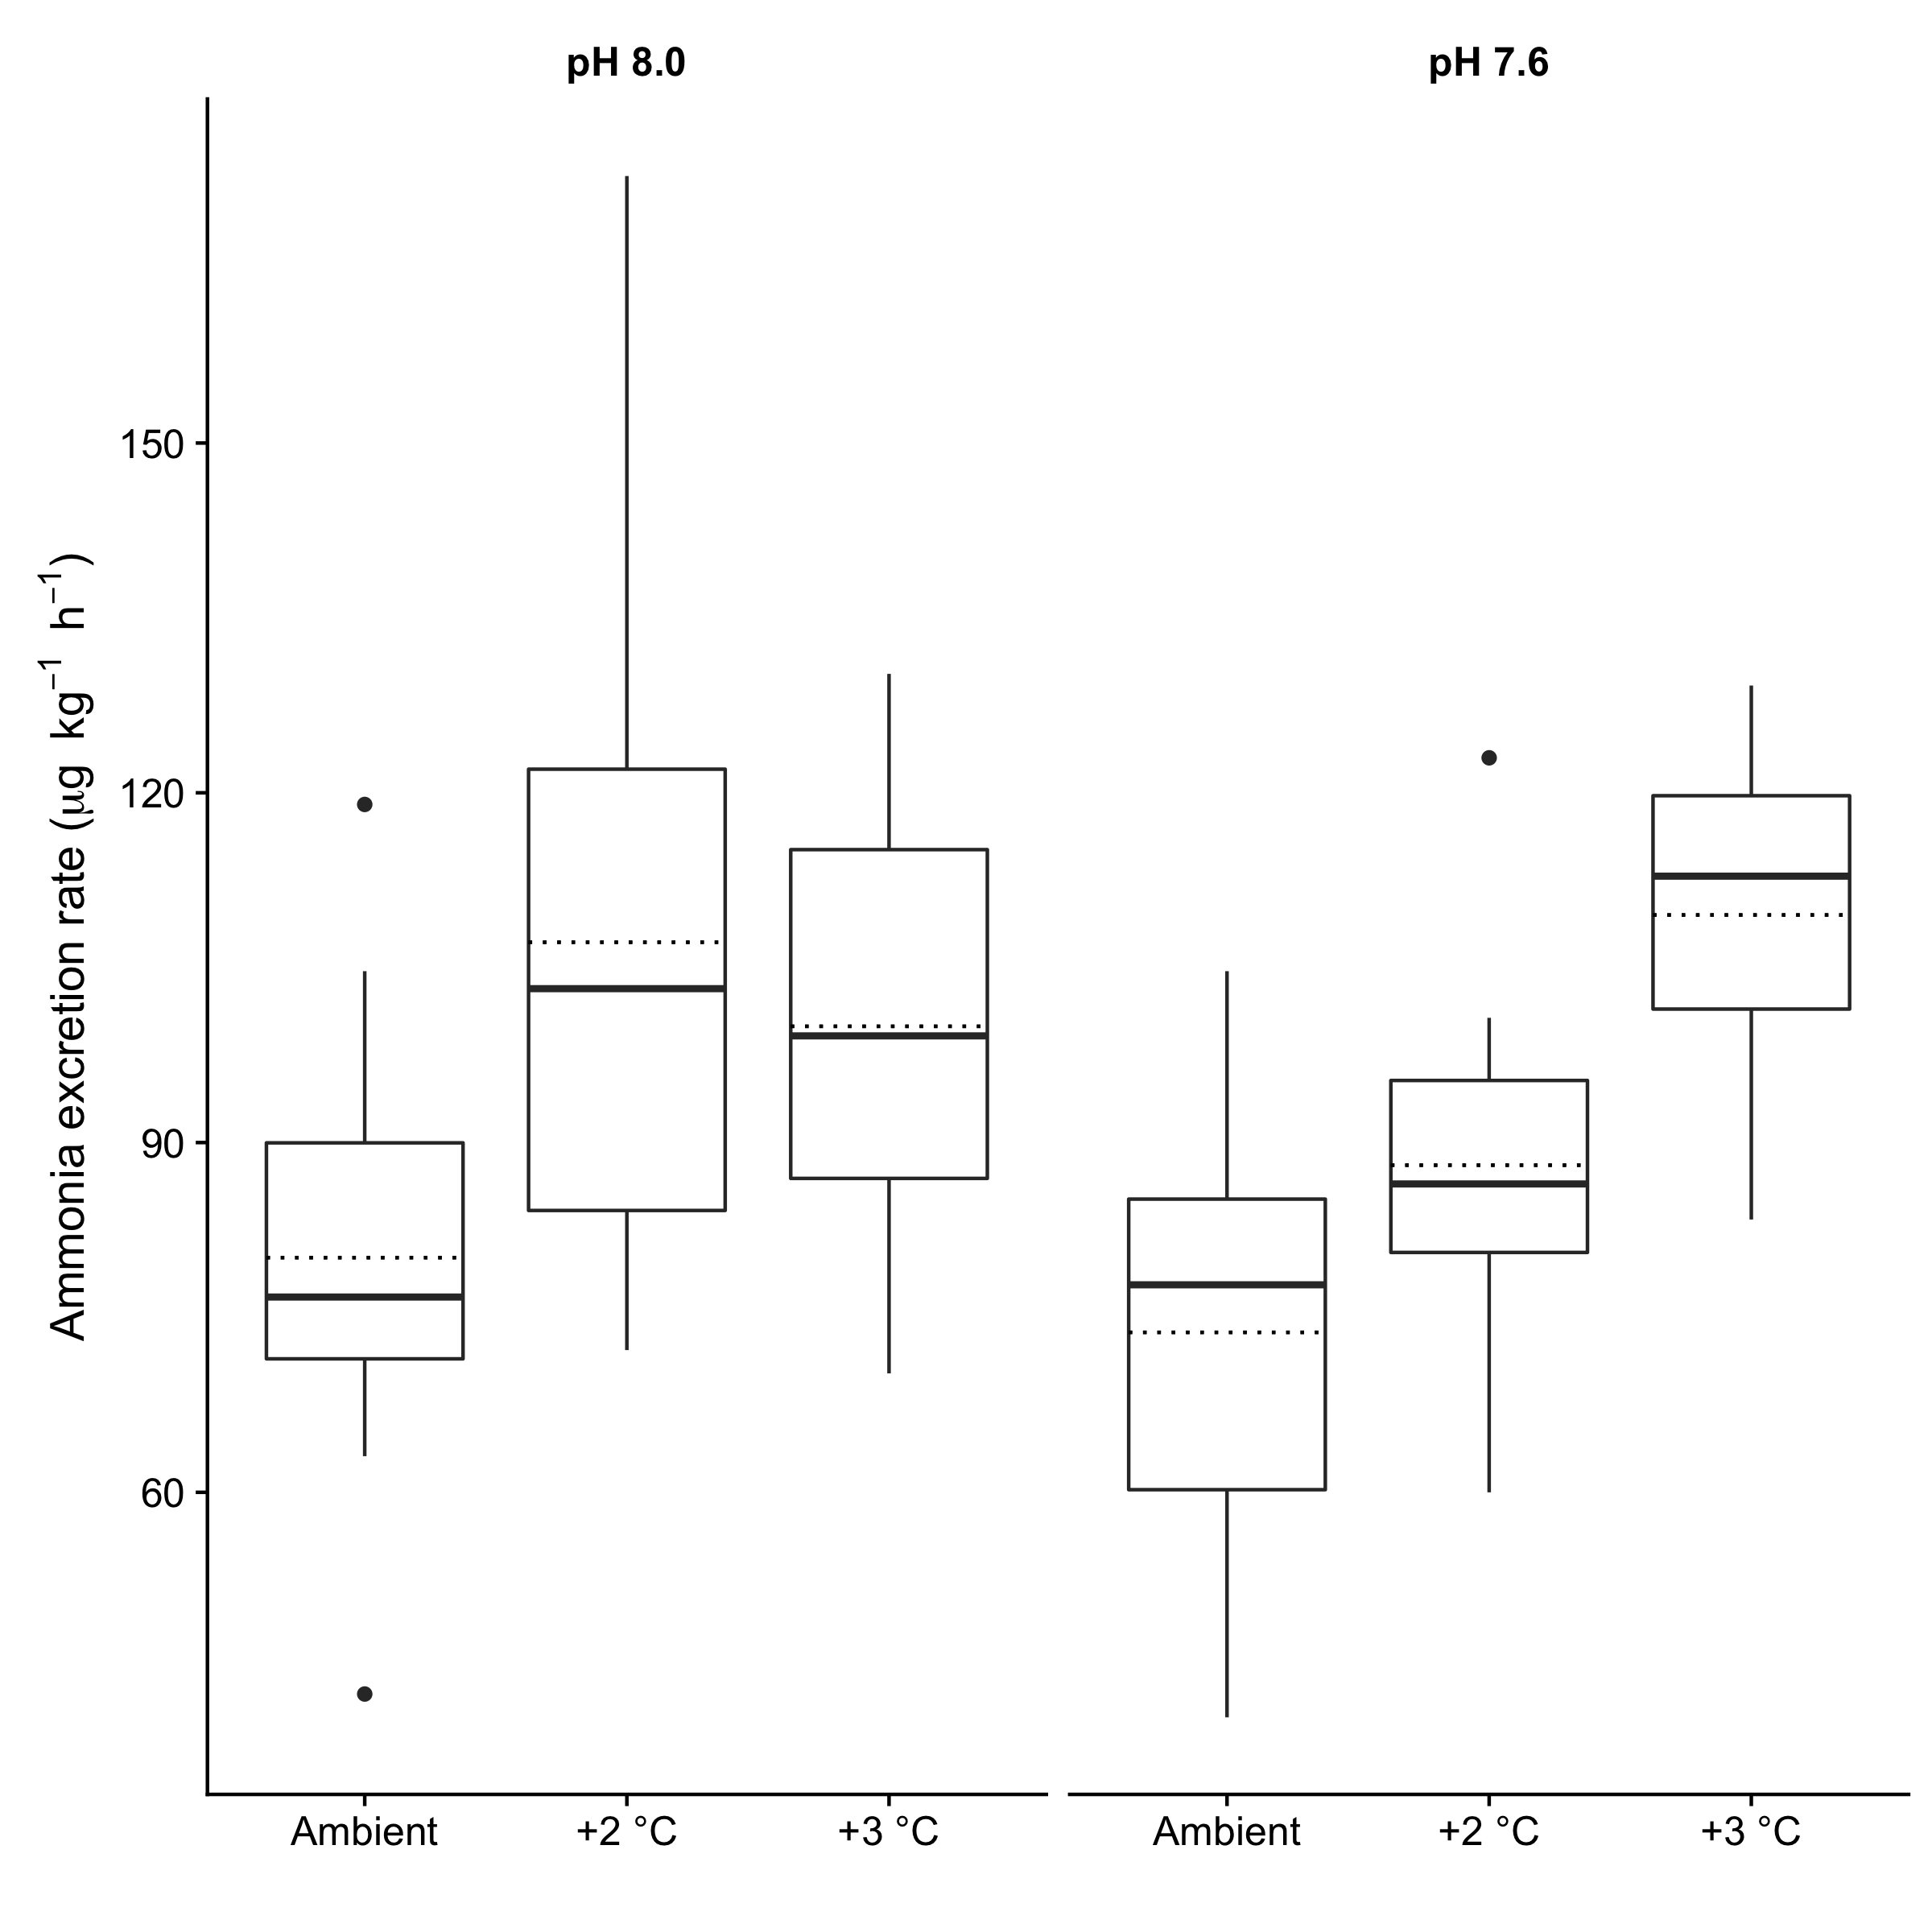 pH 8.0
pH 7.6
Ammonia excretion rate (µg kg⁻¹ h⁻¹)
150
120
90
60
Ambient +2 °C +3 °C
Ambient +2 °C +3 °C